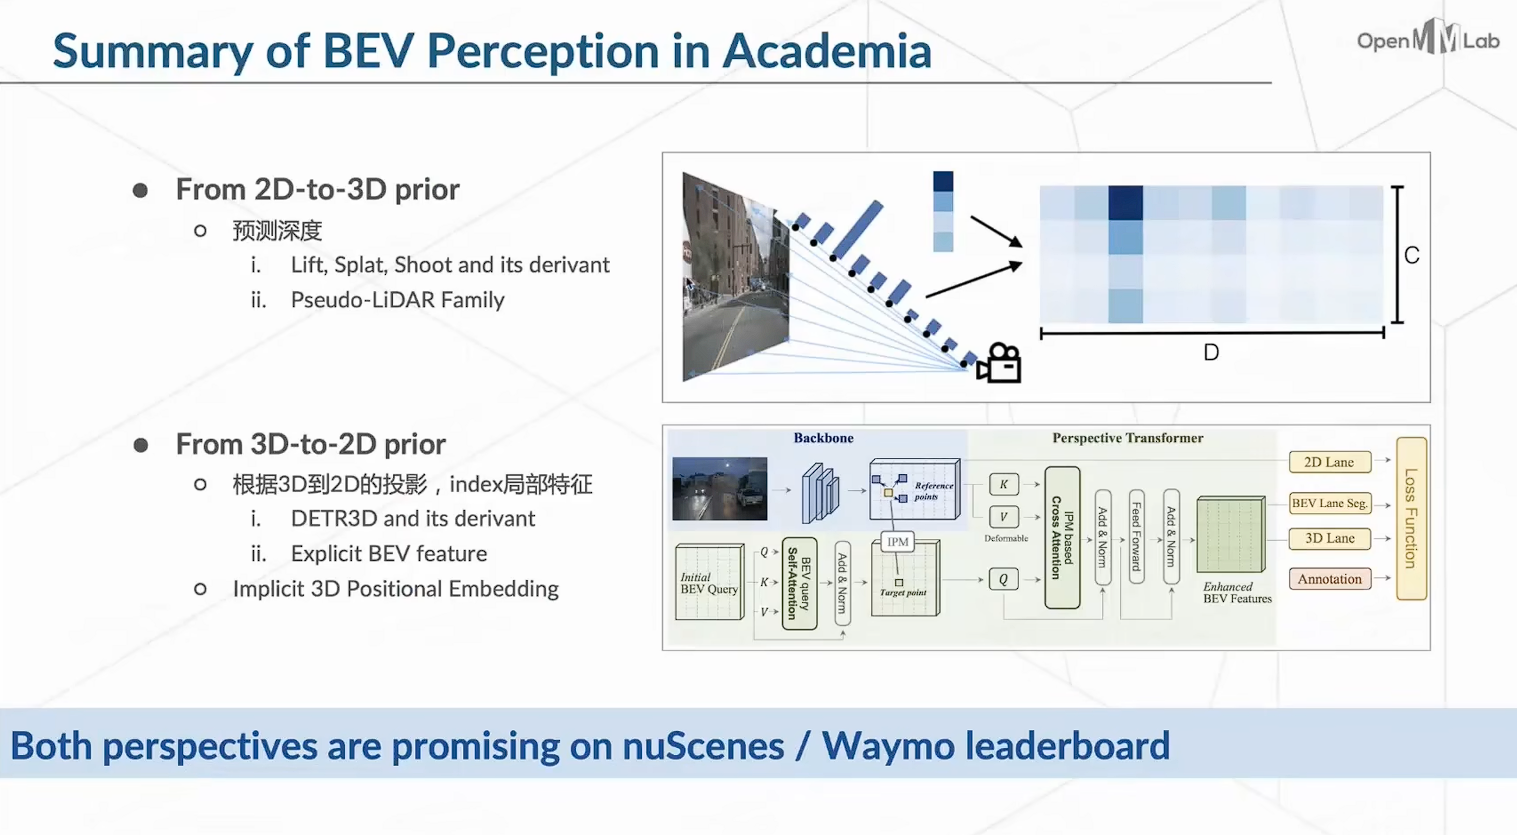 Summary of BEV Perception in Academia
OpenMMLab
● From 2D-to-3D prior
○ 预测深度
i. Lift, Splat, Shoot and its derivant
ii. Pseudo-LiDAR Family
C
D
● From 3D-to-2D prior
○ 根据3D到2D的投影，index局部特征
i. DETR3D and its derivant
ii. Explicit BEV feature
○ Implicit 3D Positional Embedding
Backbone
Perspective Transformer
Reference
points
IPM
Initial
BEV Query
Q
K
V
BEV query
Self-Attention
Add & Norm
Target point
K
V
Deformable
Q
IPM based
Cross Attention
Add & Norm
Feed Forward
Add & Norm
Enhanced
BEV Features
2D Lane
BEV Lane Seg.
3D Lane
Annotation
Loss Function
Both perspectives are promising on nuScenes / Waymo leaderboard